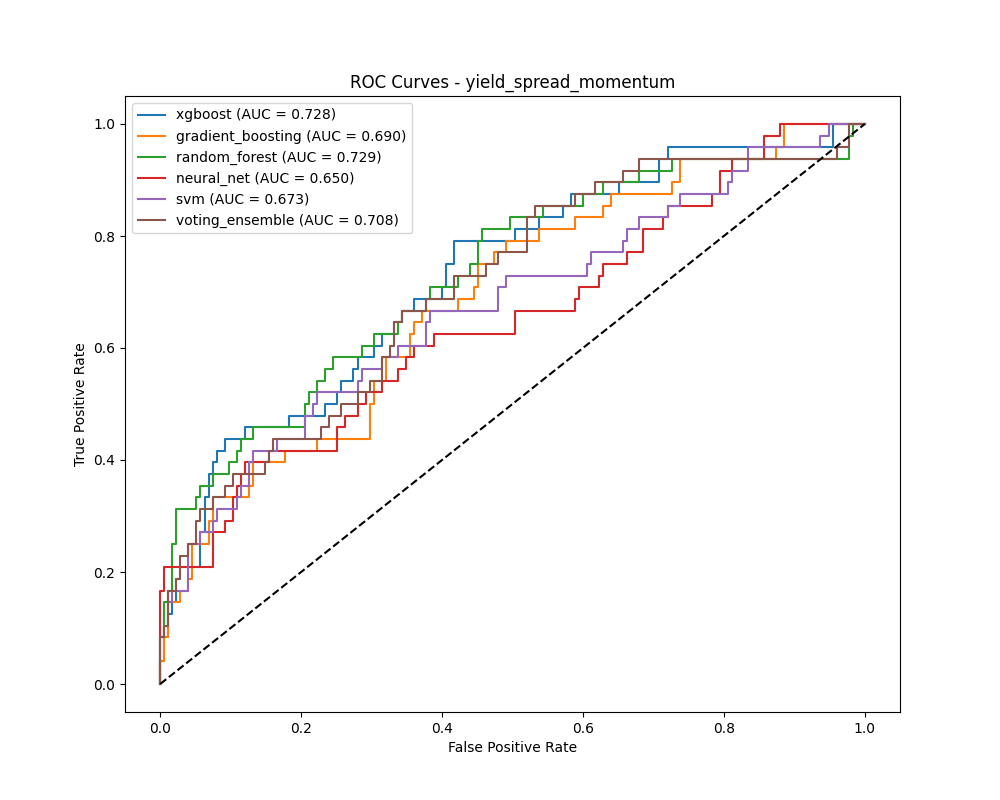 ROC Curves - yield_spread_momentum
xgboost (AUC = 0.728)
gradient_boosting (AUC = 0.690)
random_forest (AUC = 0.729)
neural_net (AUC = 0.650)
svm (AUC = 0.673)
voting_ensemble (AUC = 0.708)
1.0
0.8
0.6
0.4
0.2
0.0
True Positive Rate
0.0 0.2 0.4 0.6 0.8 1.0
False Positive Rate